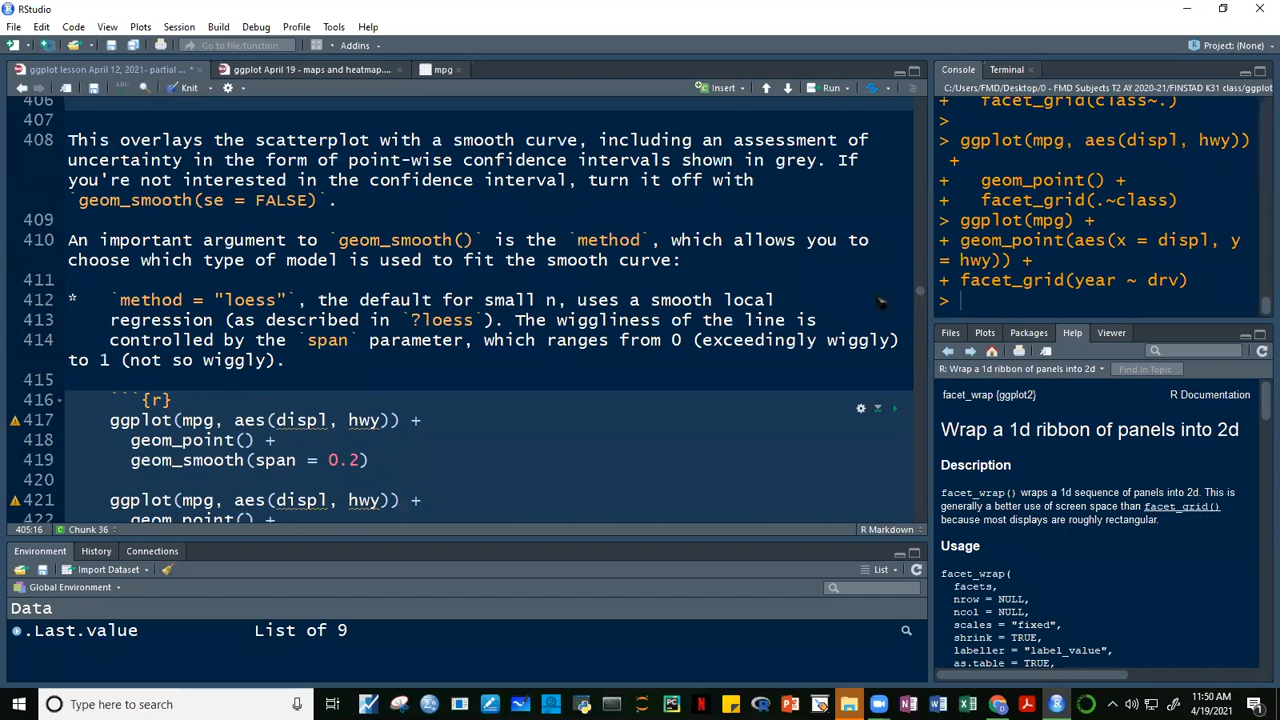 RStudio
File Edit Code View Plots Session Build Debug Profile Tools Help
Go to file/function Addins Project: (None)
ggplot lesson April 12, 2021- partial ... * ggplot April 19 - maps and heatmap.... mpg
Knit Insert Run
406
407
408 This overlays the scatterplot with a smooth curve, including an assessment of
uncertainty in the form of point-wise confidence intervals shown in grey. If
you're not interested in the confidence interval, turn it off with
`geom_smooth(se = FALSE)`.
409
410 An important argument to `geom_smooth()` is the `method`, which allows you to
choose which type of model is used to fit the smooth curve:
411
412 * `method = "loess"`, the default for small n, uses a smooth local
413 regression (as described in `?loess`). The wiggliness of the line is
414 controlled by the `span` parameter, which ranges from 0 (exceedingly wiggly)
to 1 (not so wiggly).
415
416 ```{r}
417 ggplot(mpg, aes(displ, hwy)) +
418 geom_point() +
419 geom_smooth(span = 0.2)
420
421 ggplot(mpg, aes(displ, hwy)) +
422 geom_point() +
405:16 Chunk 36 R Markdown
Environment History Connections
Import Dataset List
Global Environment
Data
.Last.value List of 9
Console Terminal
C:/Users/FMD/Desktop/0 - FMD Subjects T2 AY 2020-21/FINSTAD K31 class/ggplot
+ facet_grid(class~.)
>
> ggplot(mpg, aes(displ, hwy))
+
+ geom_point() +
+ facet_grid(.~class)
> ggplot(mpg) +
+ geom_point(aes(x = displ, y
= hwy)) +
+ facet_grid(year ~ drv)
>
Files Plots Packages Help Viewer
R: Wrap a 1d ribbon of panels into 2d Find in Topic
facet_wrap {ggplot2} R Documentation
Wrap a 1d ribbon of panels into 2d
Description
facet_wrap() wraps a 1d sequence of panels into 2d. This is
generally a better use of screen space than facet_grid()
because most displays are roughly rectangular.
Usage
facet_wrap(
facets,
nrow = NULL,
ncol = NULL,
scales = "fixed",
shrink = TRUE,
labeller = "label_value",
as.table = TRUE,
Type here to search
11:50 AM
4/19/2021